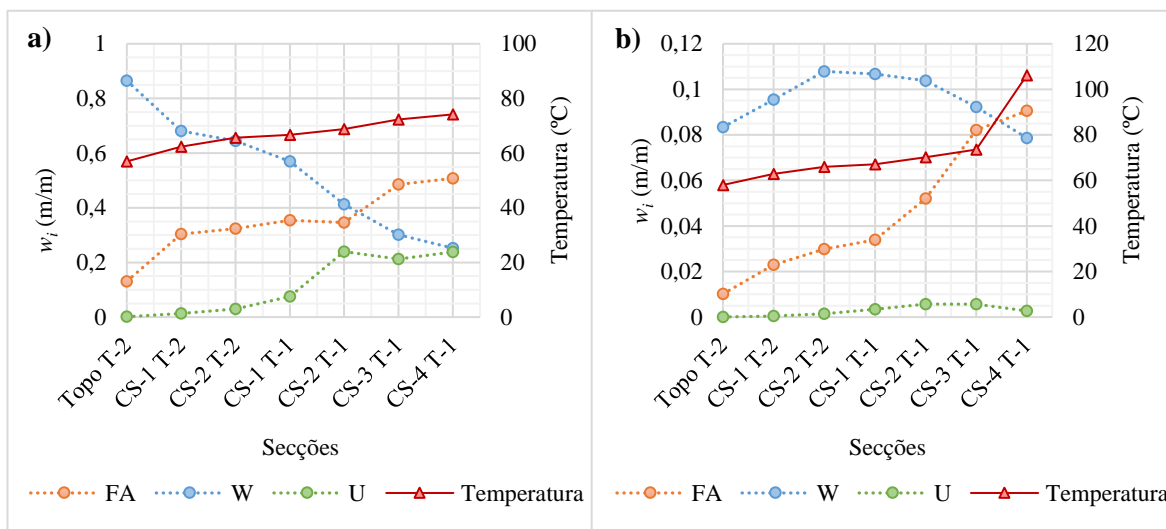 a)
1
0,8
0,6
0,4
0,2
0
w_i (m/m)
100
80
60
40
20
0
Temperatura (ºC)
Topo T-2
CS-1 T-2
CS-2 T-2
CS-1 T-1
CS-2 T-1
CS-3 T-1
CS-4 T-1
Secções
FA W U Temperatura
b)
0,12
0,1
0,08
0,06
0,04
0,02
0
w_i (m/m)
120
100
80
60
40
20
0
Temperatura (ºC)
Topo T-2
CS-1 T-2
CS-2 T-2
CS-1 T-1
CS-2 T-1
CS-3 T-1
CS-4 T-1
Secções
FA W U Temperatura